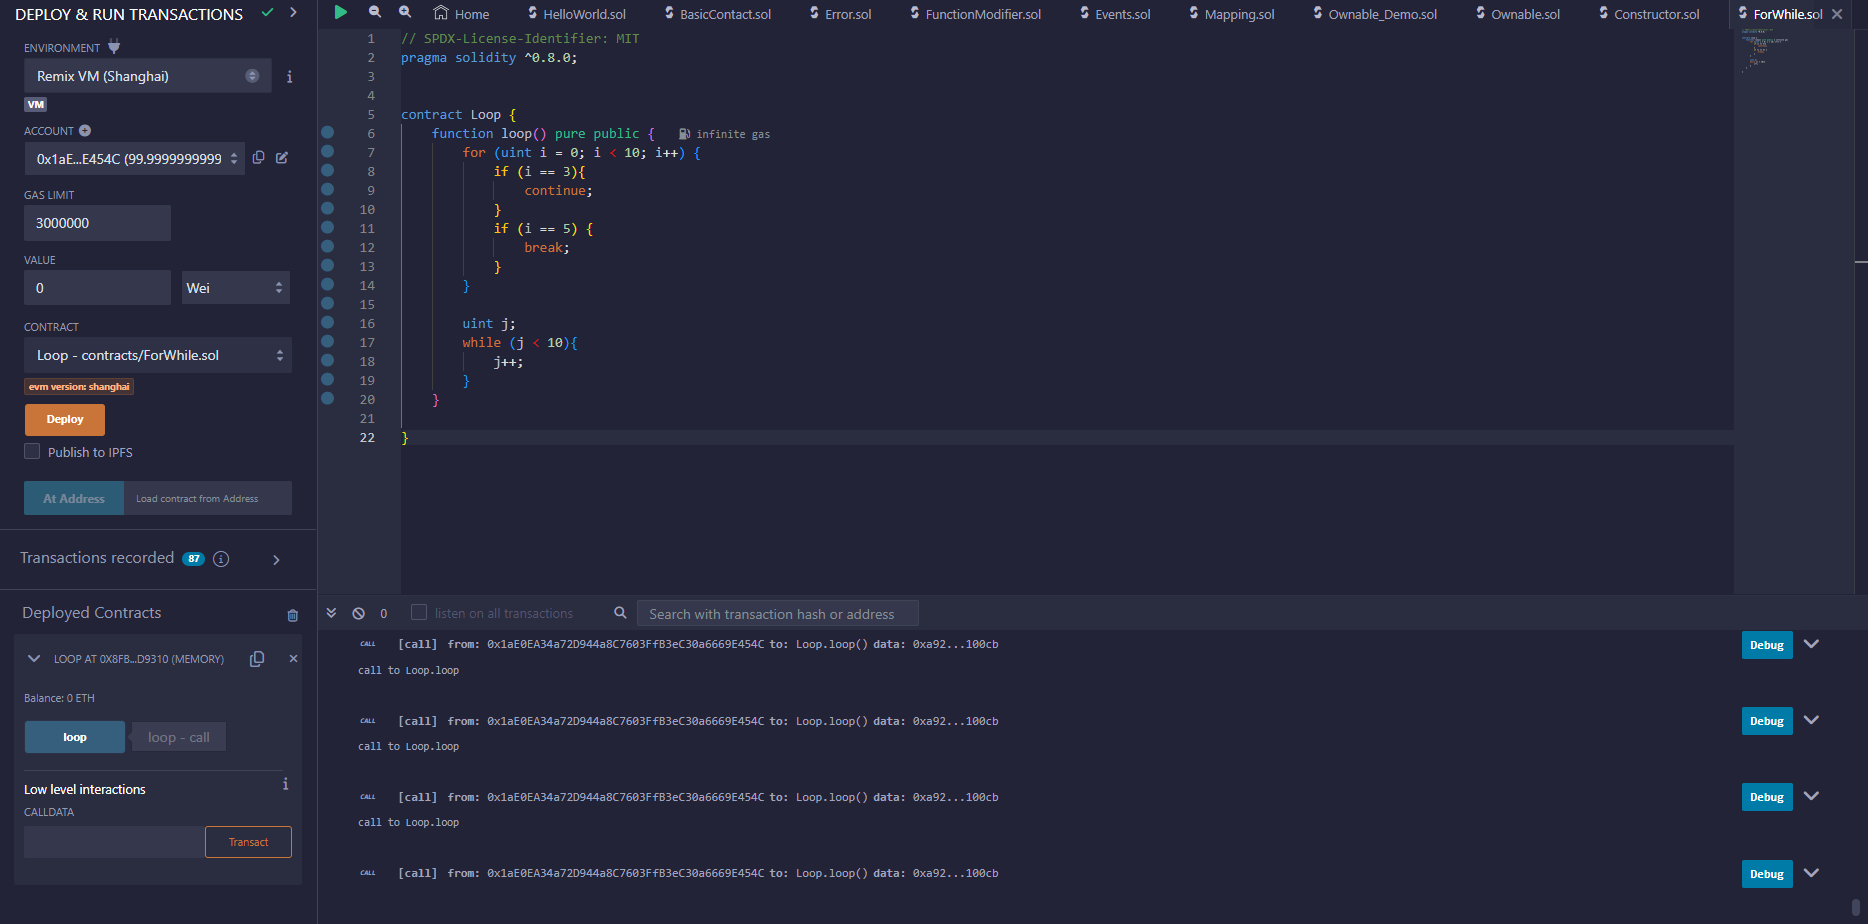 DEPLOY & RUN TRANSACTIONS
ENVIRONMENT
Remix VM (Shanghai)
VM
ACCOUNT
0x1aE...E454C (99.9999999999
GAS LIMIT
3000000
VALUE
0
Wei
CONTRACT
Loop - contracts/ForWhile.sol
evm version: shanghai
Deploy
Publish to IPFS
At Address
Load contract from Address
Transactions recorded 87
Deployed Contracts
LOOP AT 0X8FB...D9310 (MEMORY)
Balance: 0 ETH
loop
loop - call
Low level interactions
CALLDATA
Transact
Home HelloWorld.sol BasicContact.sol Error.sol FunctionModifier.sol Events.sol Mapping.sol Ownable_Demo.sol Ownable.sol Constructor.sol ForWhile.sol
1 // SPDX-License-Identifier: MIT
2 pragma solidity ^0.8.0;
3
4
5 contract Loop {
6 function loop() pure public { infinite gas
7 for (uint i = 0; i < 10; i++) {
8 if (i == 3){
9 continue;
10 }
11 if (i == 5) {
12 break;
13 }
14 }
15
16 uint j;
17 while (j < 10){
18 j++;
19 }
20 }
21
22 }
0 listen on all transactions Search with transaction hash or address
CALL [call] from: 0x1aE0EA34a72D944a8C7603FfB3eC30a6669E454C to: Loop.loop() data: 0xa92...100cb Debug
call to Loop.loop
CALL [call] from: 0x1aE0EA34a72D944a8C7603FfB3eC30a6669E454C to: Loop.loop() data: 0xa92...100cb Debug
call to Loop.loop
CALL [call] from: 0x1aE0EA34a72D944a8C7603FfB3eC30a6669E454C to: Loop.loop() data: 0xa92...100cb Debug
call to Loop.loop
CALL [call] from: 0x1aE0EA34a72D944a8C7603FfB3eC30a6669E454C to: Loop.loop() data: 0xa92...100cb Debug